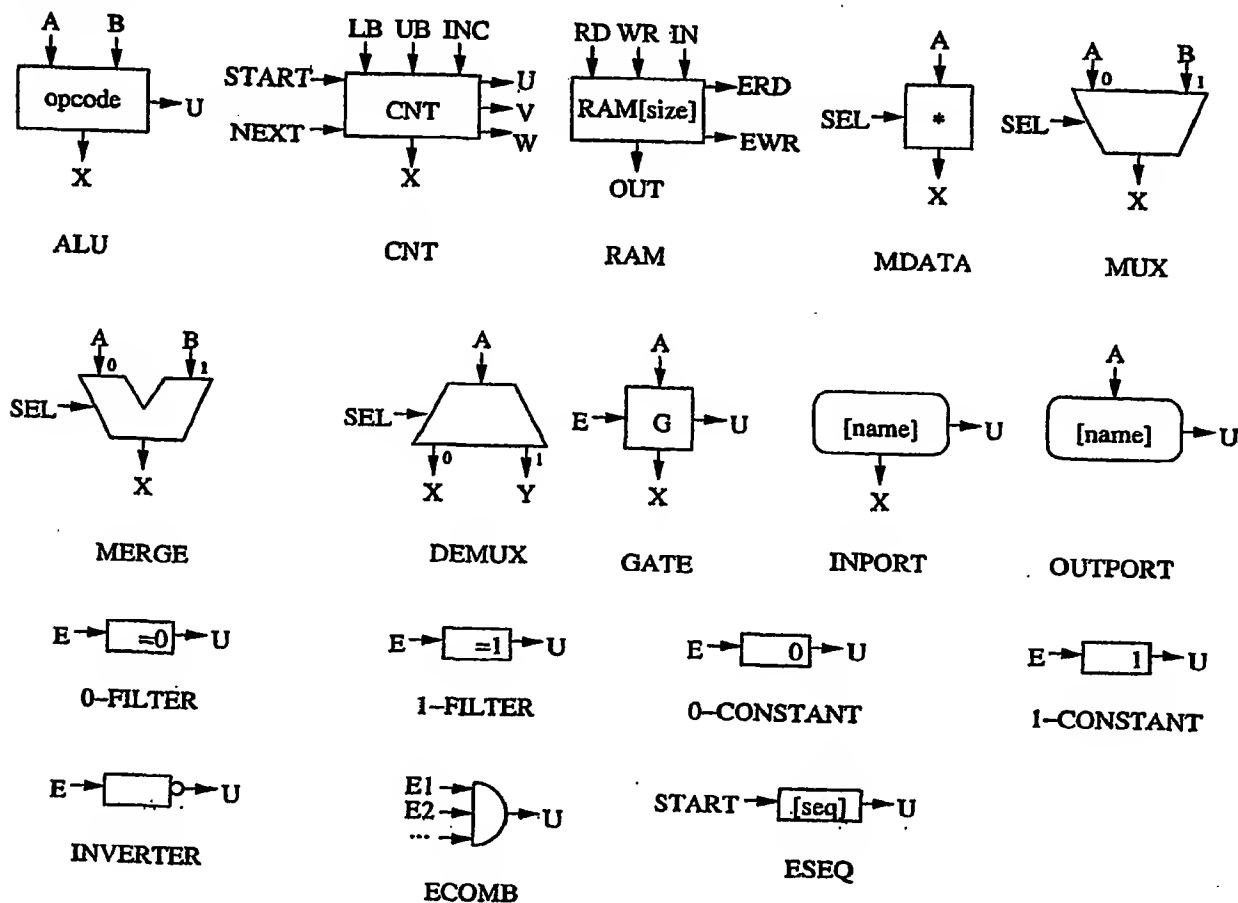 A B LB UB INC RD WR IN A A B
START U ERD 0 1
opcode U CNT V RAM[size] SEL * SEL
NEXT W EWR
X X OUT X X
ALU CNT RAM MDATA MUX
A B A A A
0 1
SEL SEL E G U [name] U [name] U
0 1
X X Y X X
MERGE DEMUX GATE INPORT OUTPORT
E =0 U E =1 U E 0 U E 1 U
0-FILTER 1-FILTER 0-CONSTANT 1-CONSTANT
E U E1 START [seq] U
E2 U
...
INVERTER ECOMB ESEQ